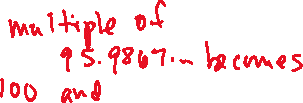 multiple of
95.9867... becomes
100 and